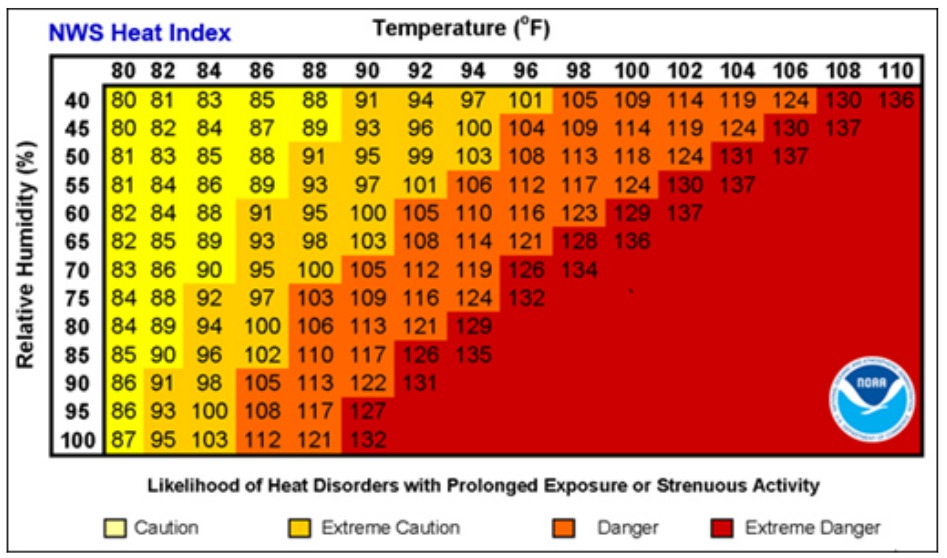 NWS Heat Index
Temperature (°F)
80 82 84 86 88 90 92 94 96 98 100 102 104 106 108 110
Relative Humidity (%)
40 80 81 83 85 88 91 94 97 101 105 109 114 119 124 130 136
45 80 82 84 87 89 93 96 100 104 109 114 119 124 130 137
50 81 83 85 88 91 95 99 103 108 113 118 124 131 137
55 81 84 86 89 93 97 101 106 112 117 124 130 137
60 82 84 88 91 95 100 105 110 116 123 129 137
65 82 85 89 93 98 103 108 114 121 128 136
70 83 86 90 95 100 105 112 119 126 134
75 84 88 92 97 103 109 116 124 132
80 84 89 94 100 106 113 121 129
85 85 90 96 102 110 117 126 135
90 86 91 98 105 113 122 131
95 86 93 100 108 117 127
100 87 95 103 112 121 132
NOAA
Likelihood of Heat Disorders with Prolonged Exposure or Strenuous Activity
Caution Extreme Caution Danger Extreme Danger